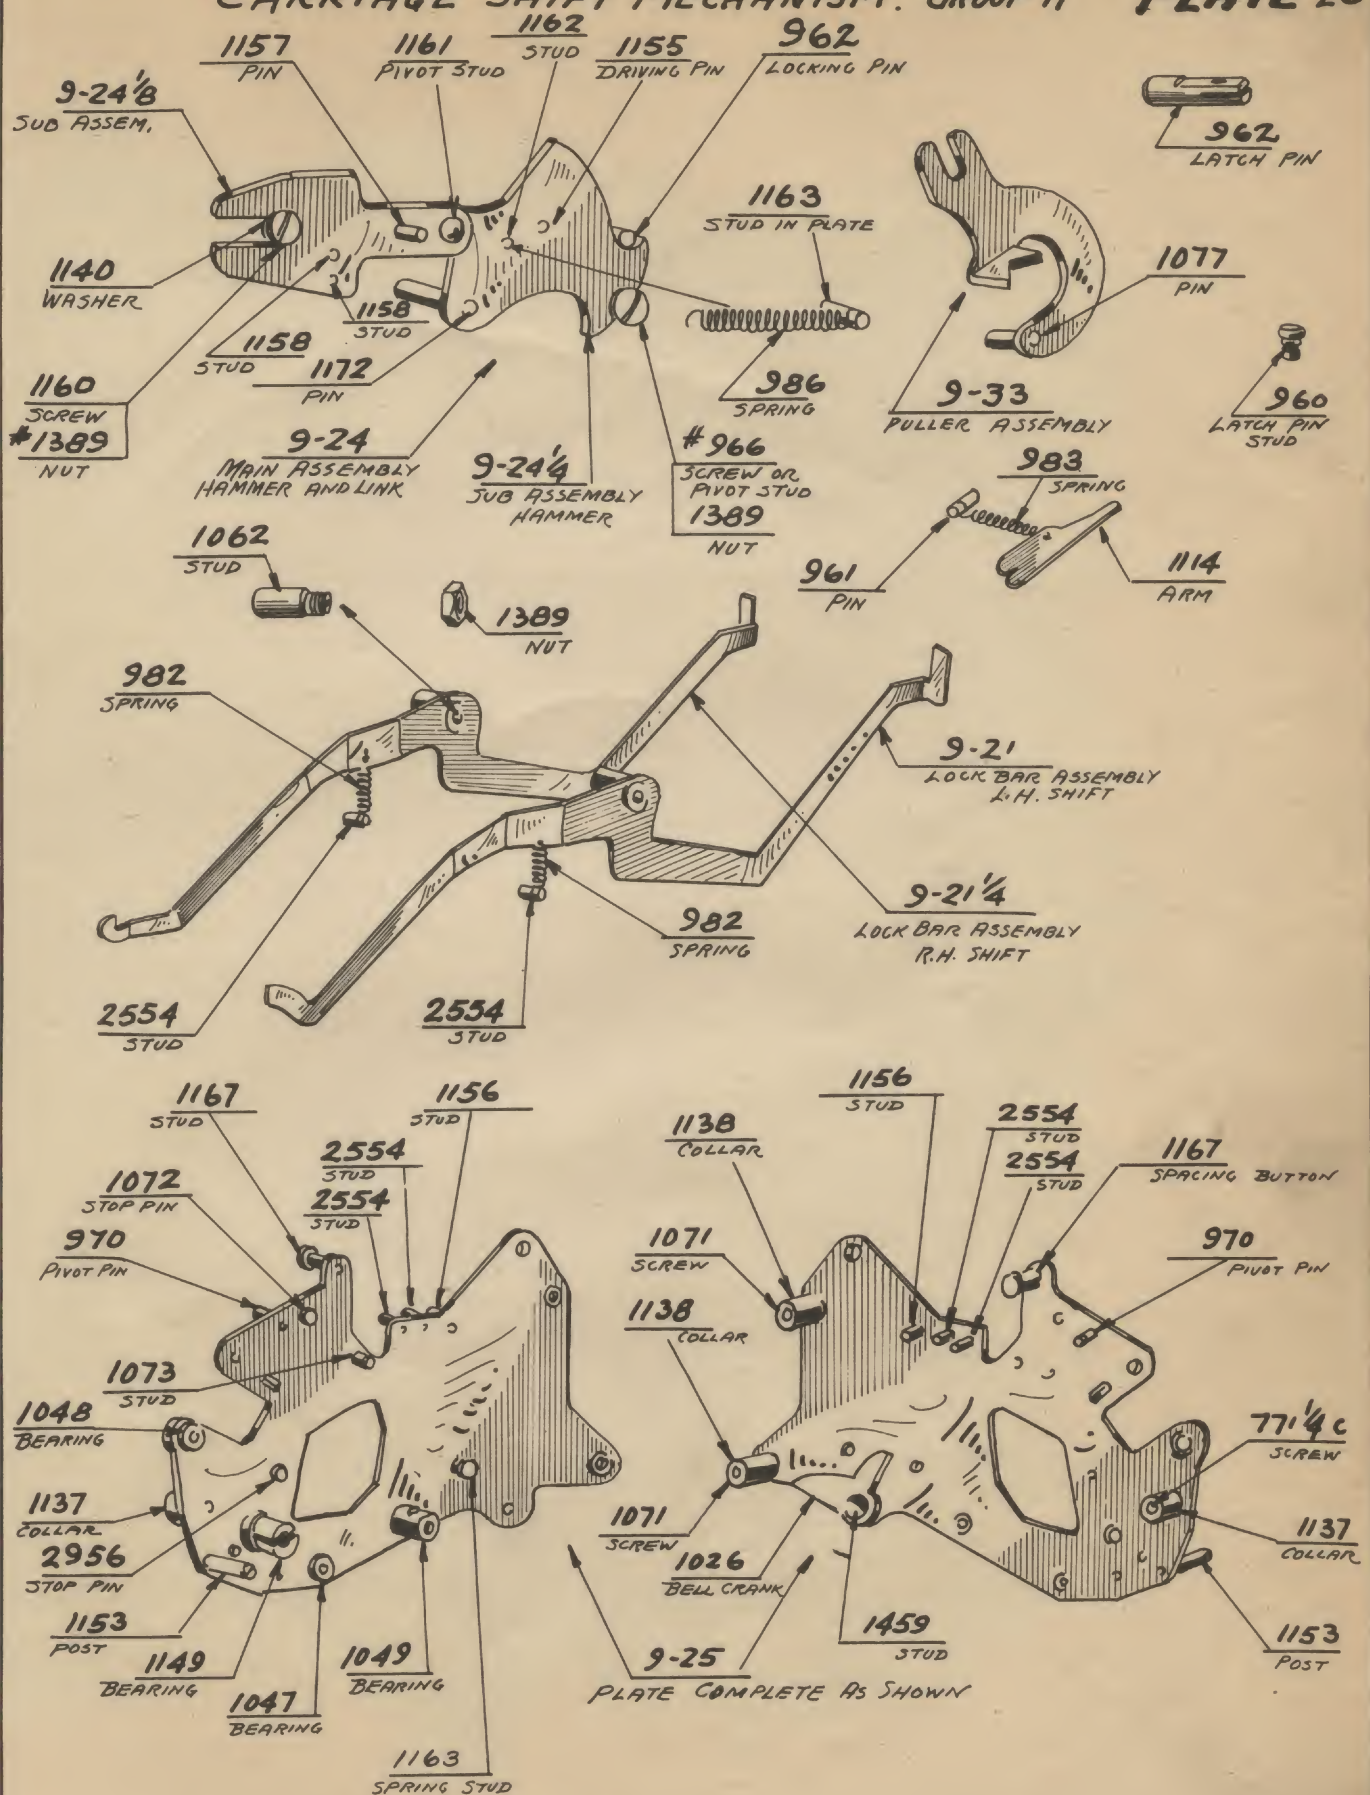 CARRIAGE SHIFT MECHANISM. GROUP
1157
PIN
1161
PIVOT STUD
1162
STUD
1155
DRIVING PIN
962
LOCKING PIN
9-24 1/8
SUB ASSEM.
962
LATCH PIN
1163
STUD IN PLATE
1077
PIN
1140
WASHER
1158
STUD
1158
STUD
1172
PIN
986
SPRING
9-33
PULLER ASSEMBLY
960
LATCH PIN
STUD
1160
SCREW
#1389
NUT
9-24
MAIN ASSEMBLY
HAMMER AND LINK
9-24 1/4
SUB ASSEMBLY
HAMMER
#966
SCREW OR
PIVOT STUD
1389
NUT
983
SPRING
961
PIN
1114
ARM
1062
STUD
1389
NUT
982
SPRING
9-21
LOCK BAR ASSEMBLY
L.H. SHIFT
9-21 1/4
LOCK BAR ASSEMBLY
R.H. SHIFT
982
SPRING
2554
STUD
2554
STUD
1167
STUD
1156
STUD
2554
STUD
2554
STUD
1072
STOP PIN
970
PIVOT PIN
1073
STUD
1048
BEARING
1137
COLLAR
2956
STOP PIN
1153
POST
1149
BEARING
1047
BEARING
1049
BEARING
1163
SPRING STUD
1156
STUD
1138
COLLAR
2554
STUD
2554
STUD
1167
SPACING BUTTON
1071
SCREW
970
PIVOT PIN
1138
COLLAR
771 1/4 C
SCREW
1071
SCREW
1026
BELL CRANK
1137
COLLAR
1459
STUD
1153
POST
9-25
PLATE COMPLETE AS SHOWN